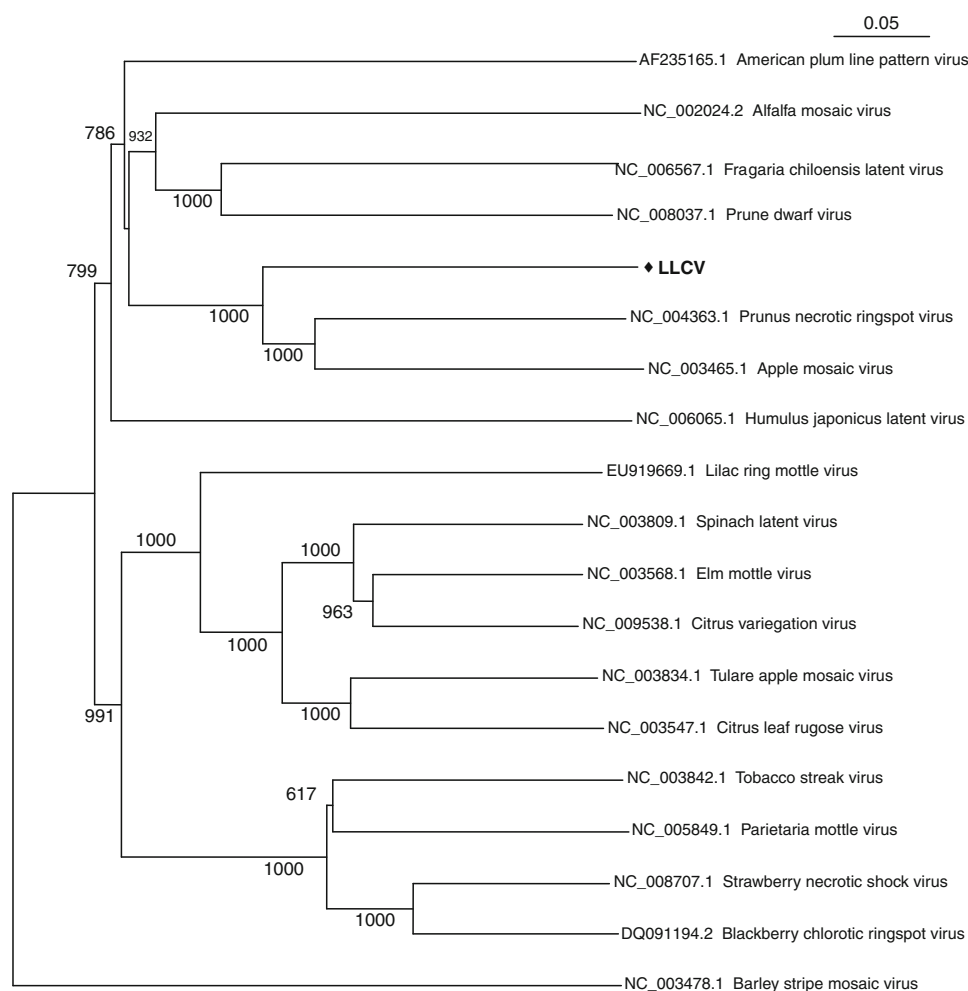 0.05
AF235165.1 American plum line pattern virus
786
932
NC_002024.2 Alfalfa mosaic virus
NC_006567.1 Fragaria chiloensis latent virus
1000
NC_008037.1 Prune dwarf virus
799
♦ LLCV
1000
NC_004363.1 Prunus necrotic ringspot virus
1000
NC_003465.1 Apple mosaic virus
NC_006065.1 Humulus japonicus latent virus
EU919669.1 Lilac ring mottle virus
1000
1000
NC_003809.1 Spinach latent virus
NC_003568.1 Elm mottle virus
963
NC_009538.1 Citrus variegation virus
1000
NC_003834.1 Tulare apple mosaic virus
991
1000
NC_003547.1 Citrus leaf rugose virus
NC_003842.1 Tobacco streak virus
617
NC_005849.1 Parietaria mottle virus
1000
NC_008707.1 Strawberry necrotic shock virus
1000
DQ091194.2 Blackberry chlorotic ringspot virus
NC_003478.1 Barley stripe mosaic virus